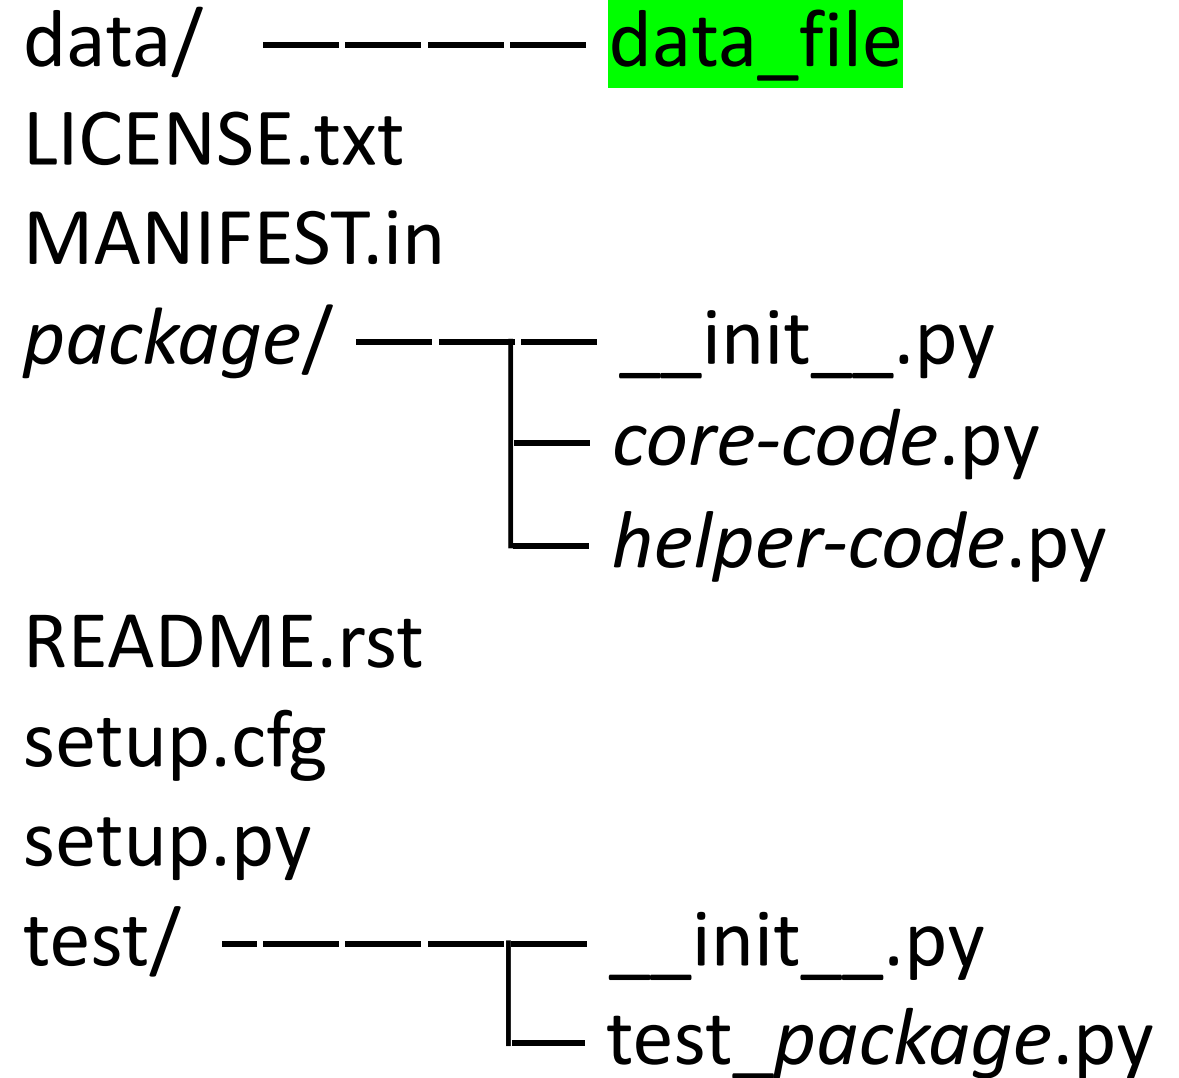 data/ data_file
LICENSE.txt
MANIFEST.in
package/ __init__.py
core-code.py
helper-code.py
README.rst
setup.cfg
setup.py
test/ __init__.py
test_package.py